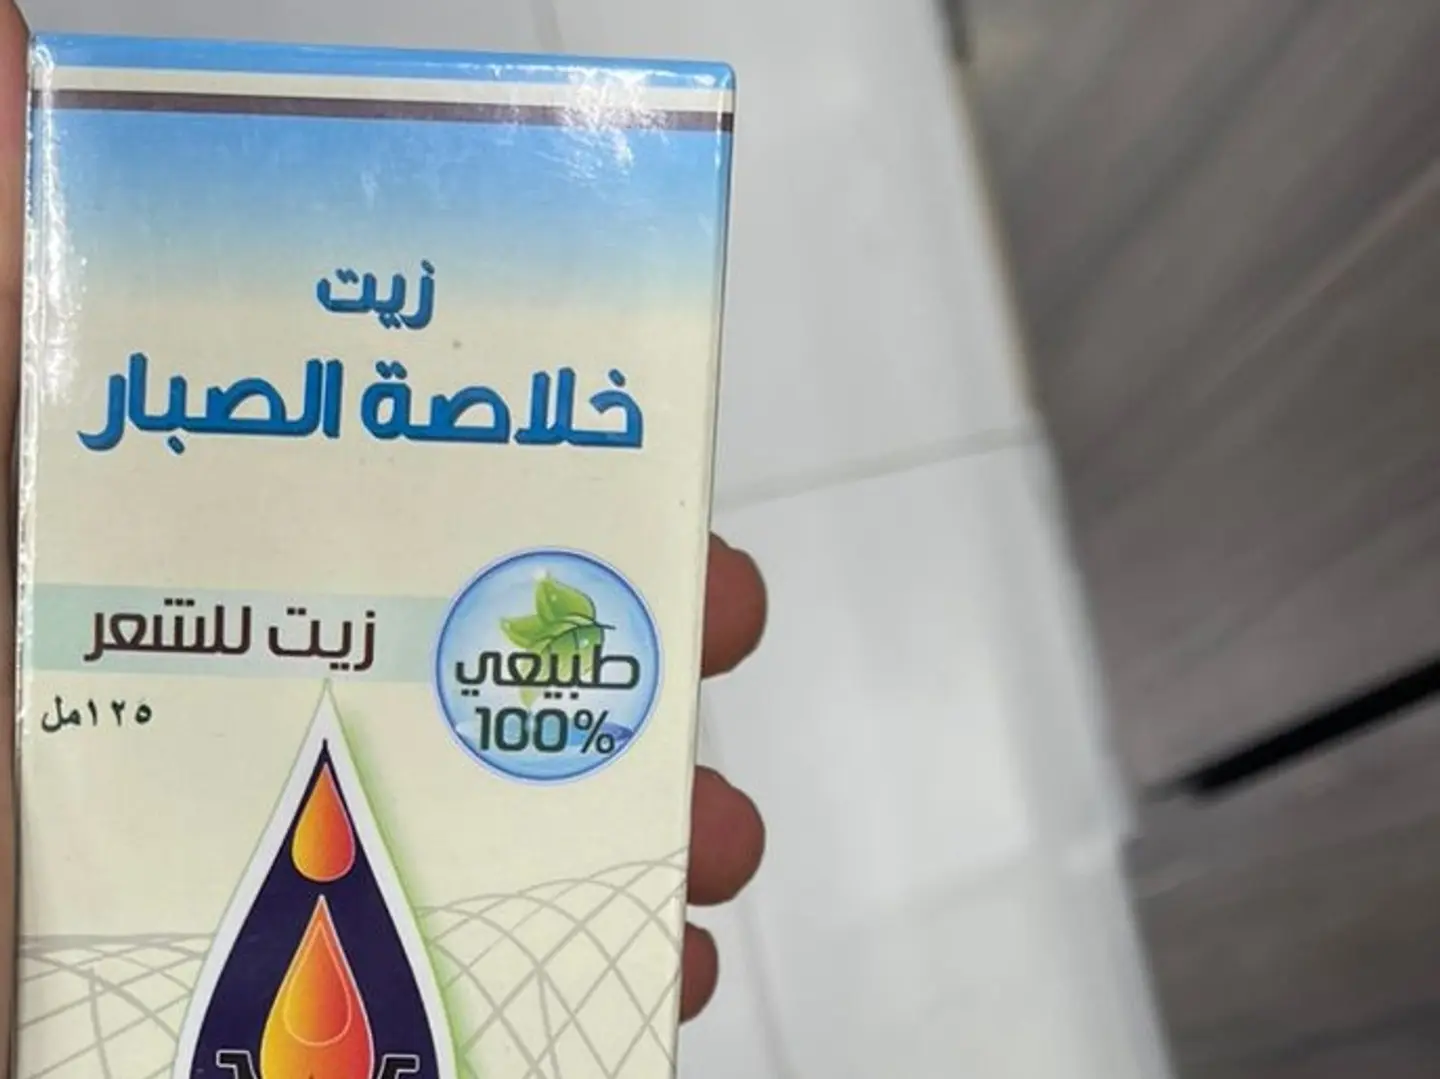 زيت
خلاصة الصبار
زيت للشعر
طبيعي
100%
١٢٥مل